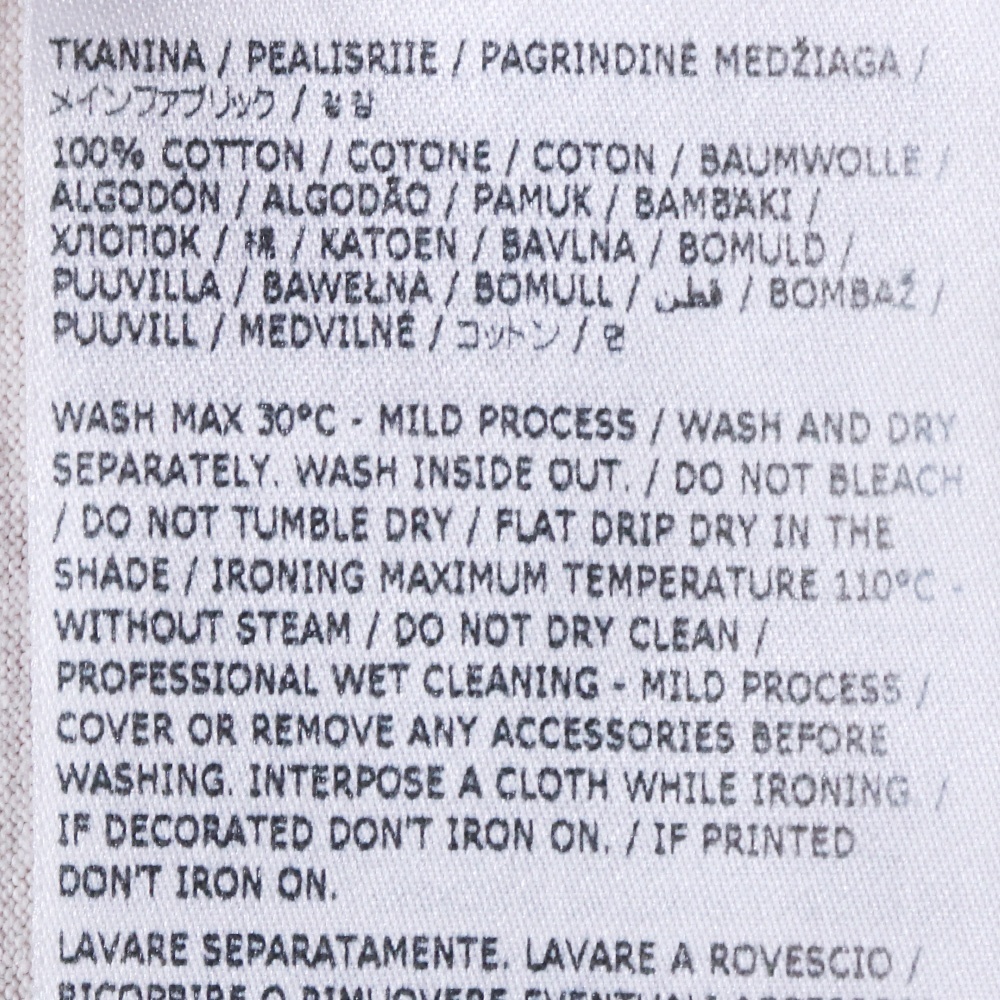 TKANINA / PEALISRIIE / PAGRINDINĖ MEDŽIAGA /
メインファブリック /
100% COTTON / COTONE / COTON / BAUMWOLLE /
ALGODÓN / ALGODÃO / PAMUK / ΒΑΜΒΆΚΙ /
ХЛОПОК / 棉 / KATOEN / BAVLNA / BOMULD /
PUUVILLA / BAWEŁNA / BOMULL / قطن / BOMBAŽ /
PUUVILL / MEDVILNĖ / コットン / 면
WASH MAX 30°C - MILD PROCESS / WASH AND DRY
SEPARATELY. WASH INSIDE OUT. / DO NOT BLEACH
/ DO NOT TUMBLE DRY / FLAT DRIP DRY IN THE
SHADE / IRONING MAXIMUM TEMPERATURE 110°C -
WITHOUT STEAM / DO NOT DRY CLEAN /
PROFESSIONAL WET CLEANING - MILD PROCESS /
COVER OR REMOVE ANY ACCESSORIES BEFORE
WASHING. INTERPOSE A CLOTH WHILE IRONING. /
IF DECORATED DON'T IRON ON. / IF PRINTED
DON'T IRON ON.
LAVARE SEPARATAMENTE. LAVARE A ROVESCIO /
RICOPRIRE O RIMUOVERE